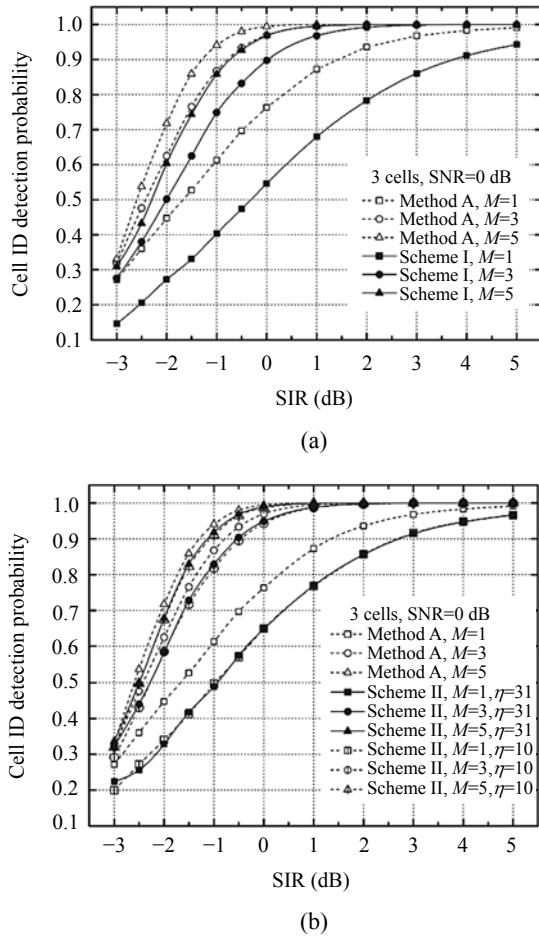 1.0
0.9
0.8
0.7
0.6
0.5
0.4
0.3
0.2
0.1
Cell ID detection probability
3 cells, SNR=0 dB
Method A, M=1
Method A, M=3
Method A, M=5
Scheme I, M=1
Scheme I, M=3
Scheme I, M=5
−3 −2 −1 0 1 2 3 4 5
SIR (dB)
(a)
1.0
0.9
0.8
0.7
0.6
0.5
0.4
0.3
0.2
0.1
Cell ID detection probability
3 cells, SNR=0 dB
Method A, M=1
Method A, M=3
Method A, M=5
Scheme II, M=1, η=31
Scheme II, M=3, η=31
Scheme II, M=5, η=31
Scheme II, M=1, η=10
Scheme II, M=3, η=10
Scheme II, M=5, η=10
−3 −2 −1 0 1 2 3 4 5
SIR (dB)
(b)